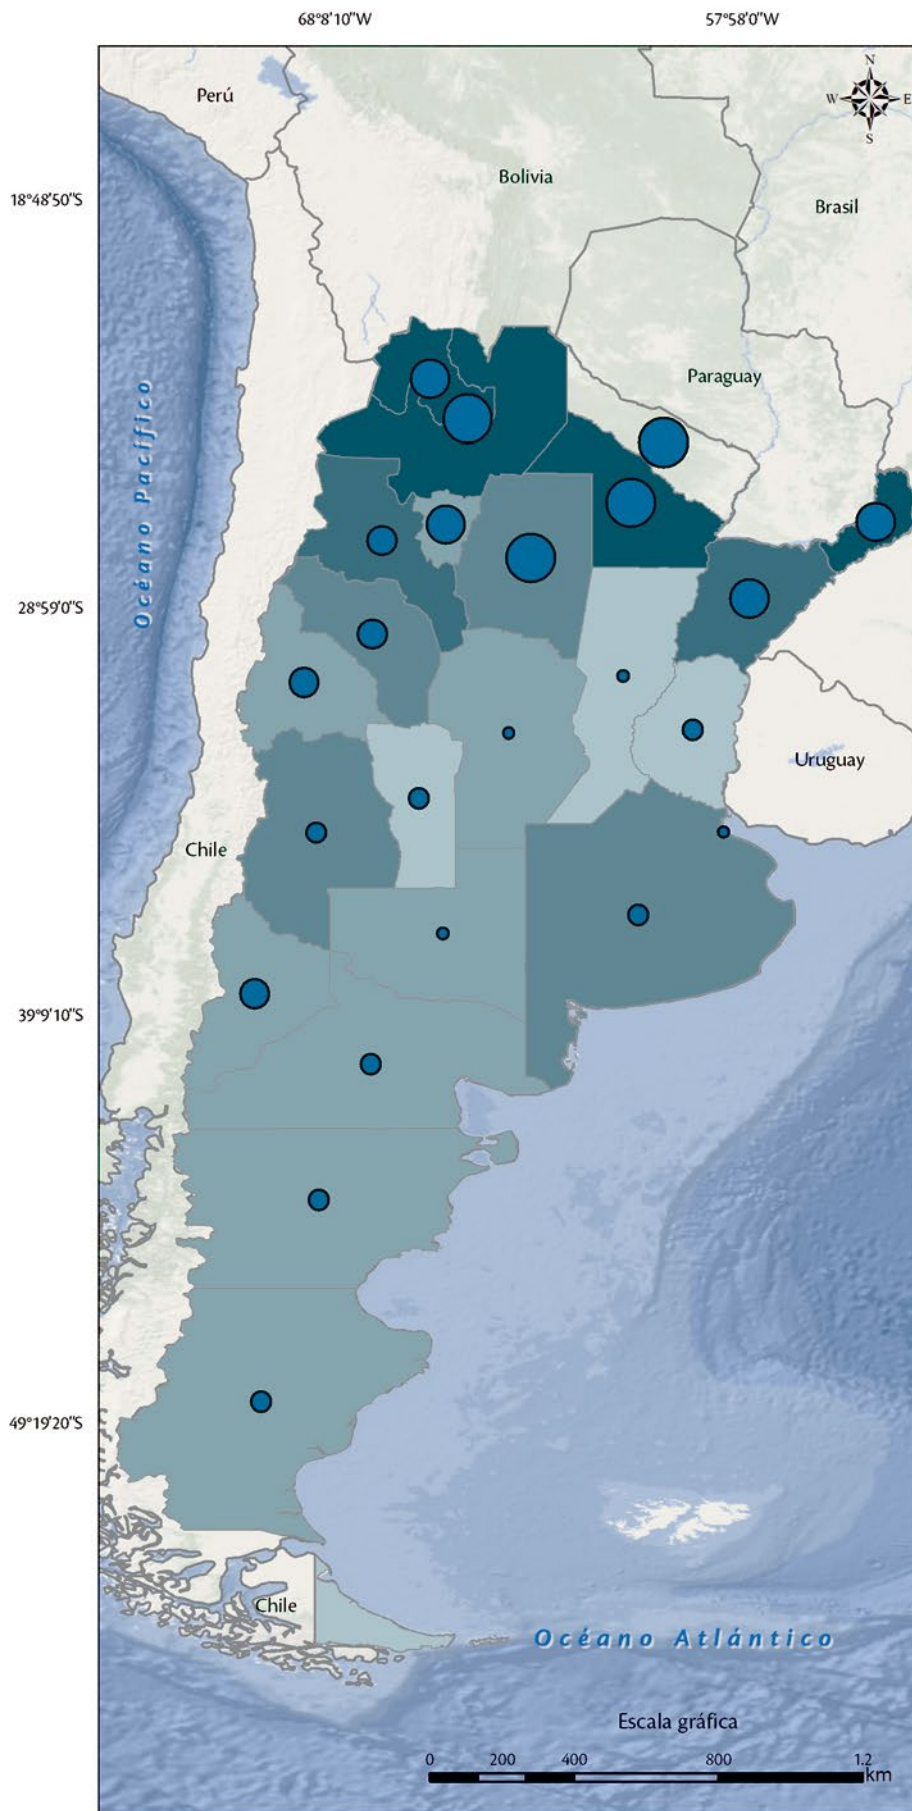 68°8'10"W 57°58'0"W
N
W E
S
Perú
Bolivia
18°48'50"S
Brasil
Paraguay
Océano Pacífico
28°59'0"S
Uruguay
Chile
39°9'10"S
49°19'20"S
Chile
Océano Atlántico
Escala gráfica
0 200 400 800 1.2
km